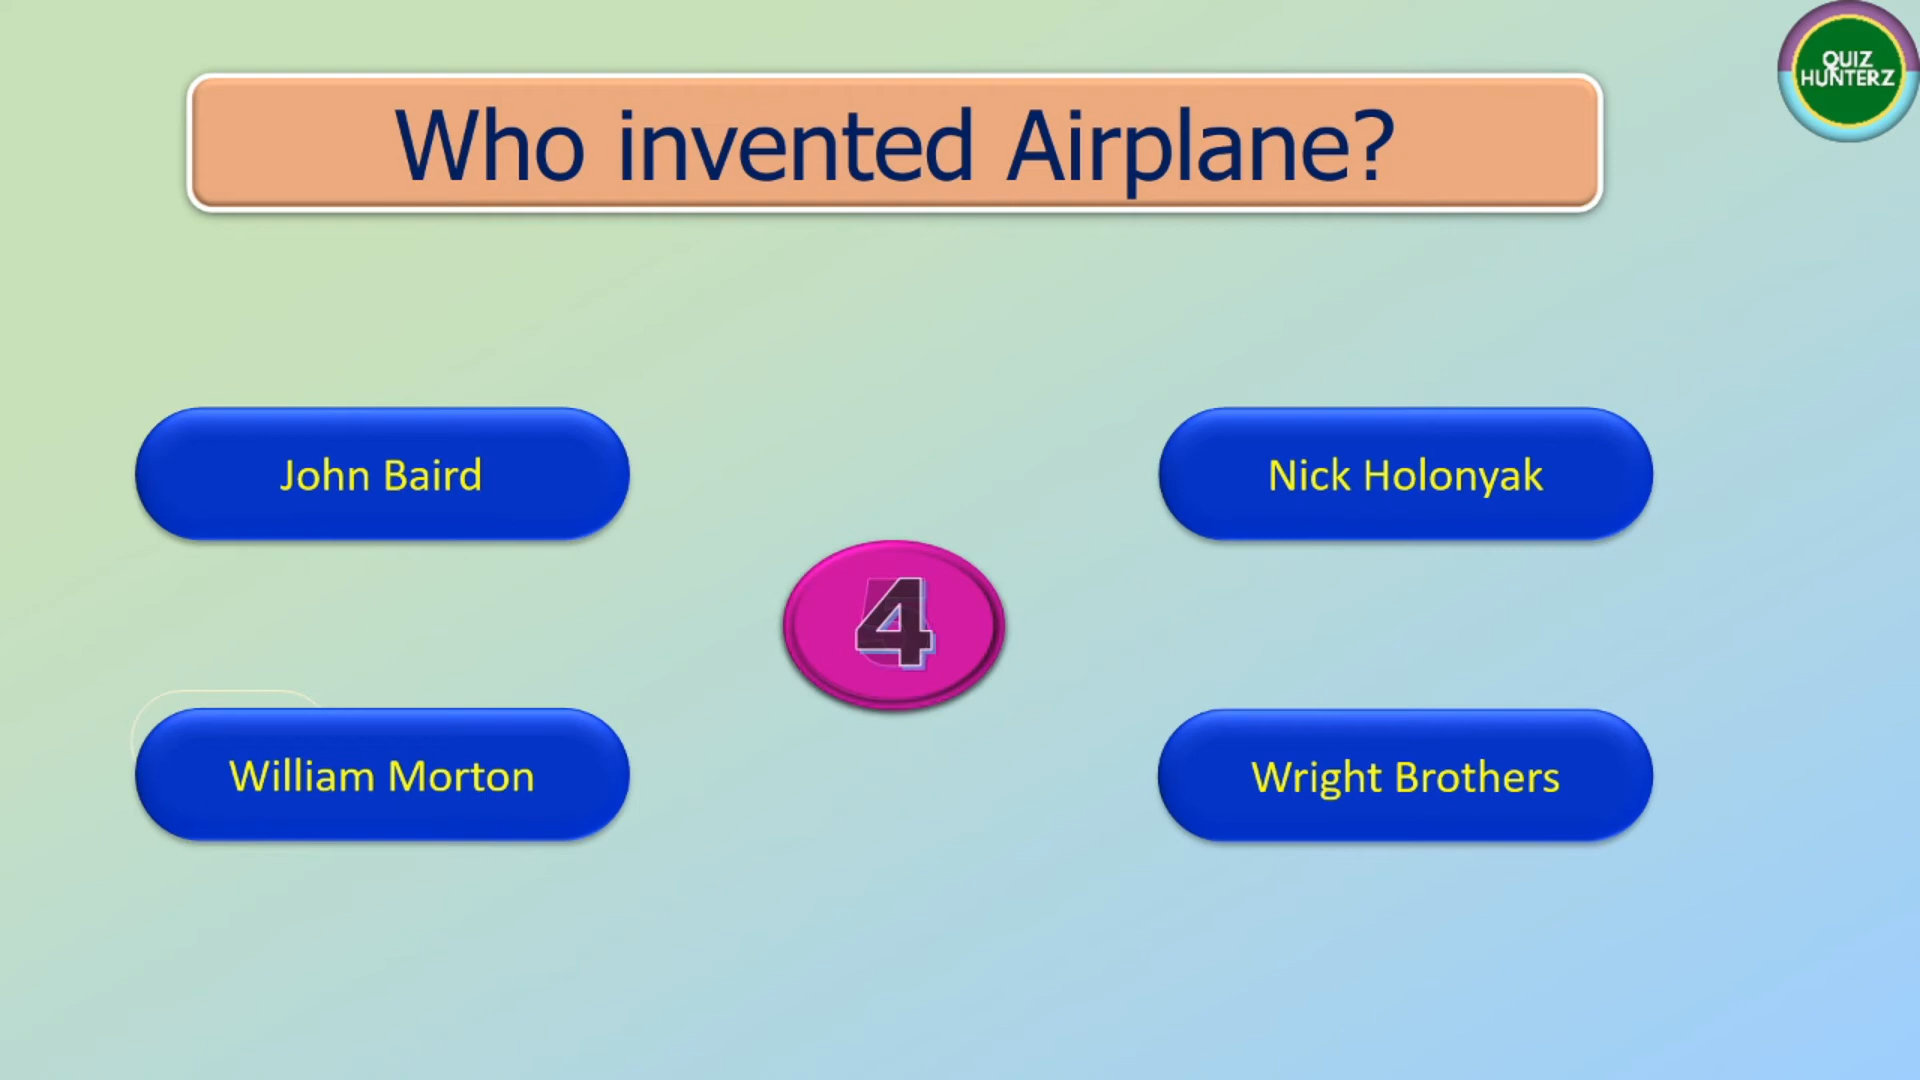 QUIZ
HUNTERZ
Who invented Airplane?
John Baird
Nick Holonyak
4
William Morton
Wright Brothers